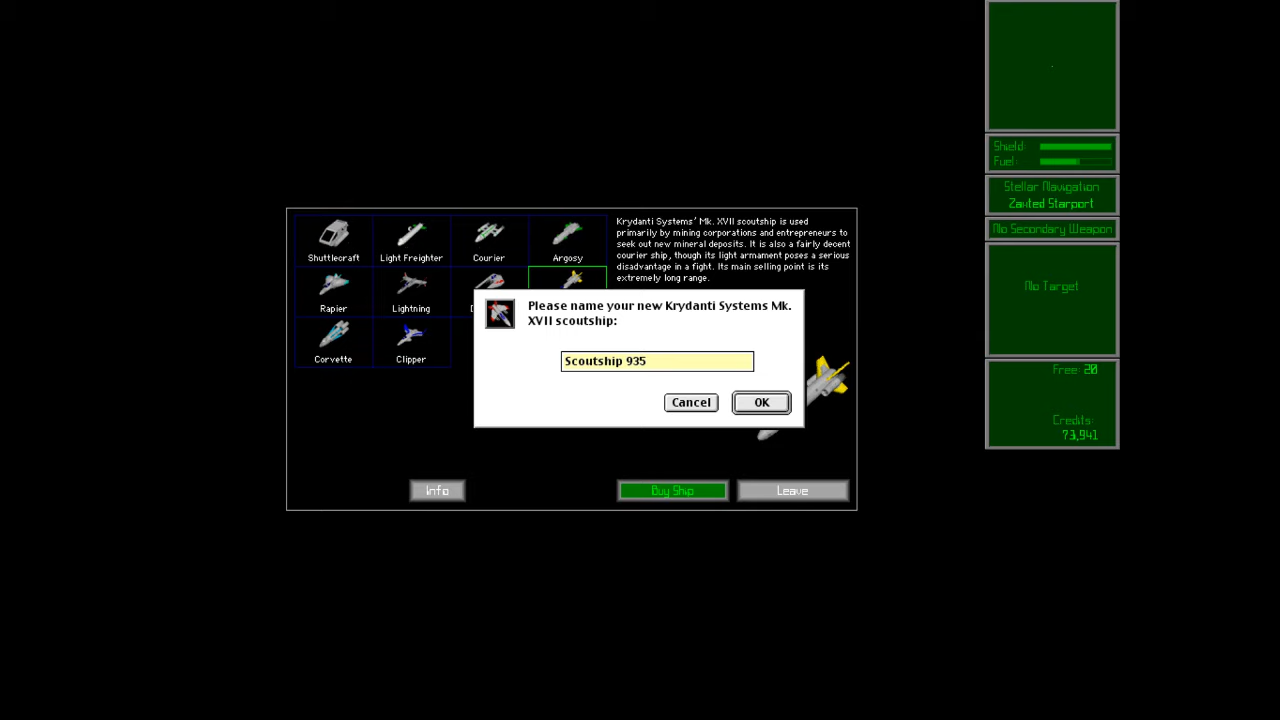 Shield:
Fuel:
Stellar Navigation
Zaxted Starport
No Secondary Weapon
No Target
Free: 20
Credits:
73,941
Shuttlecraft
Light Freighter
Courier
Argosy
Rapier
Lightning
Corvette
Clipper
Krydanti Systems' Mk. XVII scoutship is used
primarily by mining corporations and entrepreneurs to
seek out new mineral deposits. It is also a fairly decent
courier ship, though its light armament poses a serious
disadvantage in a fight. Its main selling point is its
extremely long range.
Please name your new Krydanti Systems Mk.
XVII scoutship:
Scoutship 935
Cancel
OK
Info
Buy Ship
Leave